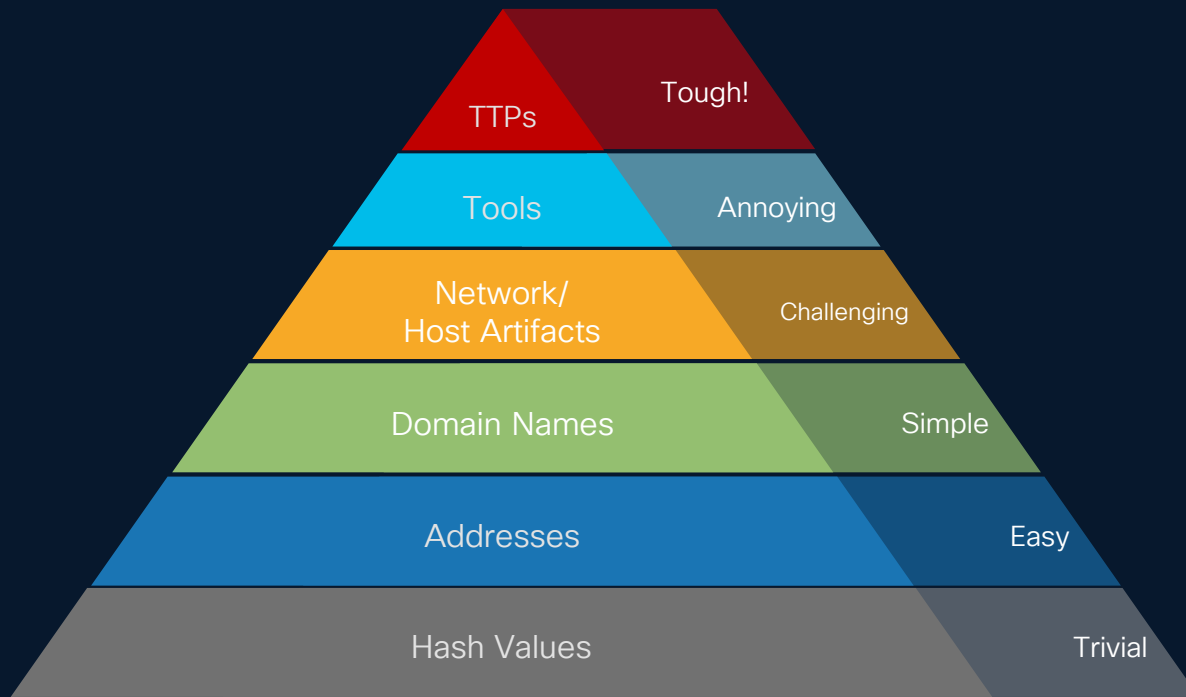 TTPs
Tough!
Tools
Annoying
Network/
Host Artifacts
Challenging
Domain Names
Simple
Addresses
Easy
Hash Values
Trivial